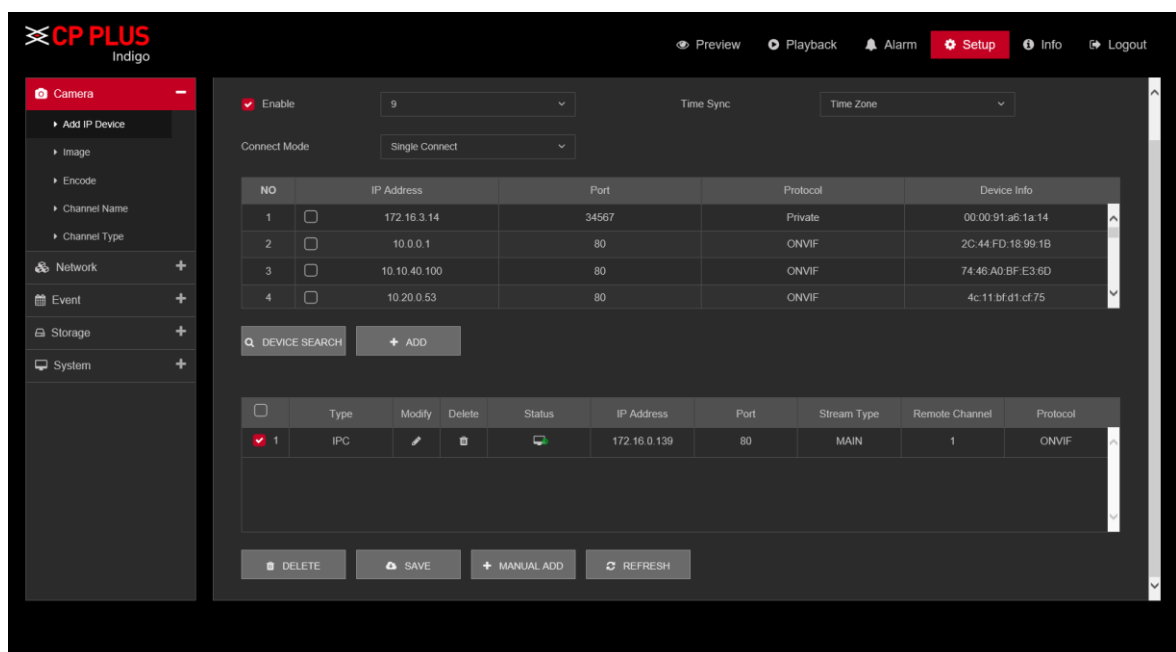 CP PLUS
Indigo
Preview Playback Alarm Setup Info Logout
Camera
Add IP Device
Image
Encode
Channel Name
Channel Type
Network
Event
Storage
System
Enable 9 Time Sync Time Zone
Connect Mode Single Connect
NO IP Address Port Protocol Device Info
1 172.16.3.14 34567 Private 00:00:91:a6:1a:14
2 10.0.0.1 80 ONVIF 2C:44:FD:18:99:1B
3 10.10.40.100 80 ONVIF 74:46:A0:BF:E3:6D
4 10.20.0.53 80 ONVIF 4c:11:bf:d1:cf:75
DEVICE SEARCH + ADD
Type Modify Delete Status IP Address Port Stream Type Remote Channel Protocol
1 IPC 172.16.0.139 80 MAIN 1 ONVIF
DELETE SAVE + MANUAL ADD REFRESH